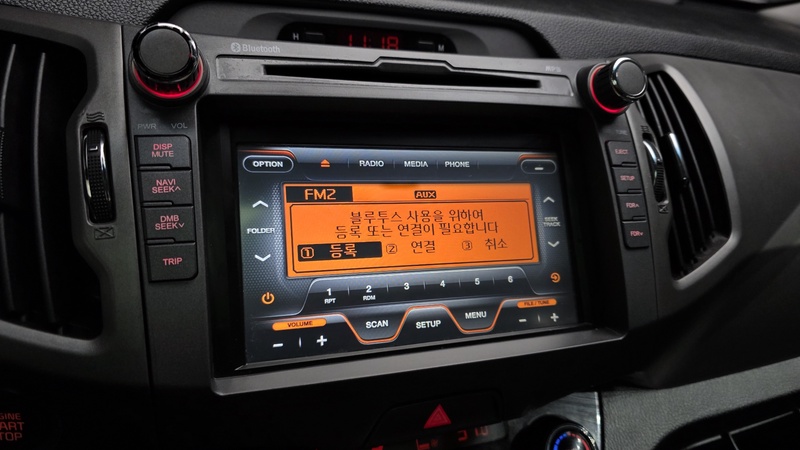 Bluetooth
H 11:18 M
PWR VOL
DISP
MUTE
NAVI
SEEK∧
DMB
SEEK∨
TRIP
EJECT
SETUP
OPTION RADIO MEDIA PHONE
FM2 AUX
블루투스 사용을 위하여
등록 또는 연결이 필요합니다
① 등록 ② 연결 ③ 취소
FOLDER
SEEK
TRACK
1 2 3 4 5 6
RPT RDM
VOLUME
FILE / TUNE
- | +
SCAN SETUP MENU
- | +